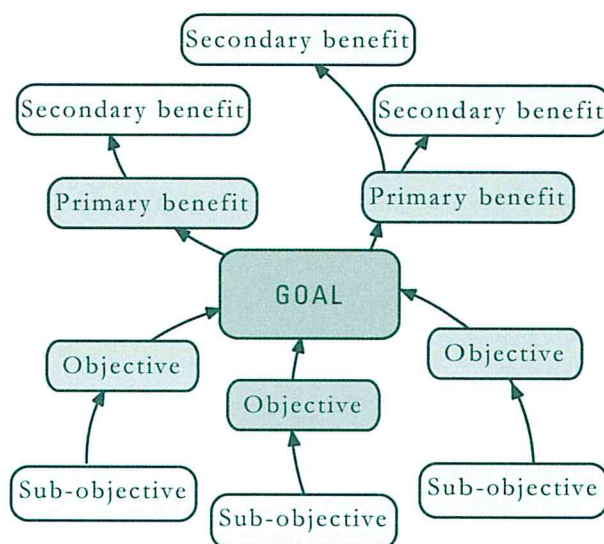 Secondary benefit
Secondary benefit
Secondary benefit
Primary benefit
Primary benefit
GOAL
Objective
Objective
Objective
Sub-objective
Sub-objective
Sub-objective